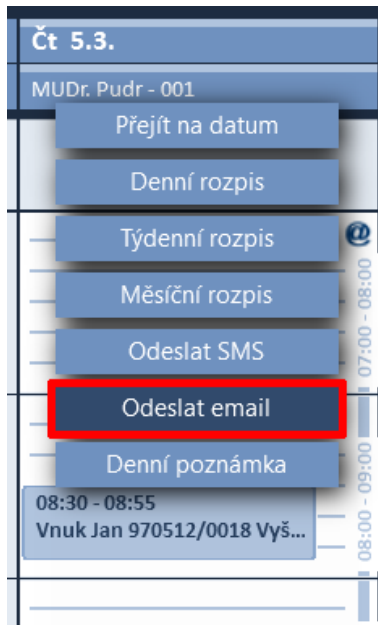 Čt 5.3.
MUDr. Pudr - 001
Přejít na datum
Denní rozpis
Týdenní rozpis
@
Měsíční rozpis
07:00 - 08:00
Odeslat SMS
Odeslat email
Denní poznámka
08:00 - 09:00
08:30 - 08:55
Vnuk Jan 970512/0018 Vyš...